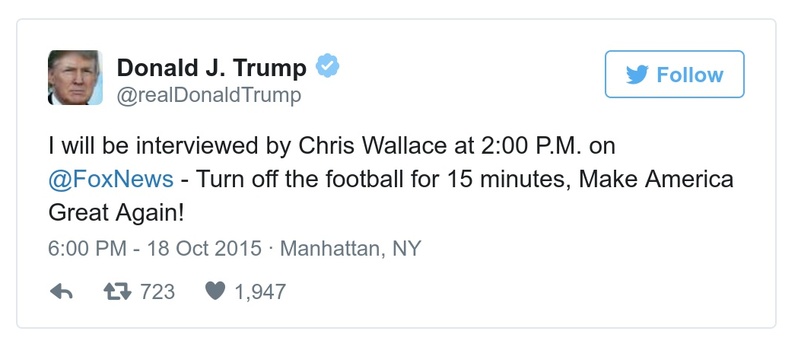 Donald J. Trump
@realDonaldTrump
Follow
I will be interviewed by Chris Wallace at 2:00 P.M. on
@FoxNews - Turn off the football for 15 minutes, Make America
Great Again!
6:00 PM - 18 Oct 2015 · Manhattan, NY
723 1,947